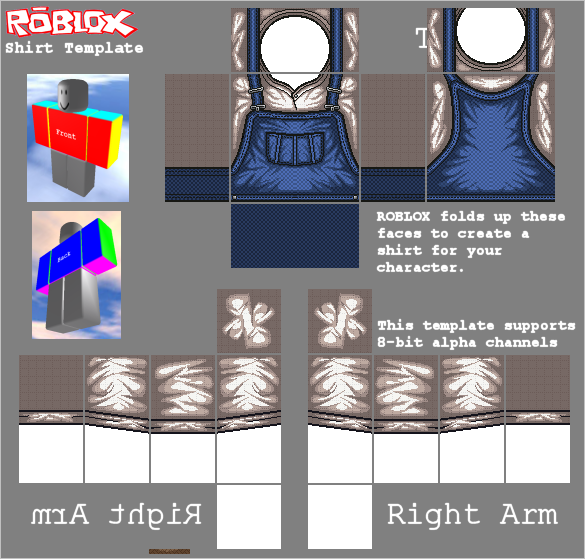 ROBLOX
Shirt Template
T
Front
Back
ROBLOX folds up these
faces to create a
shirt for your
character.
This template supports
8-bit alpha channels
Right Arm
Right Arm